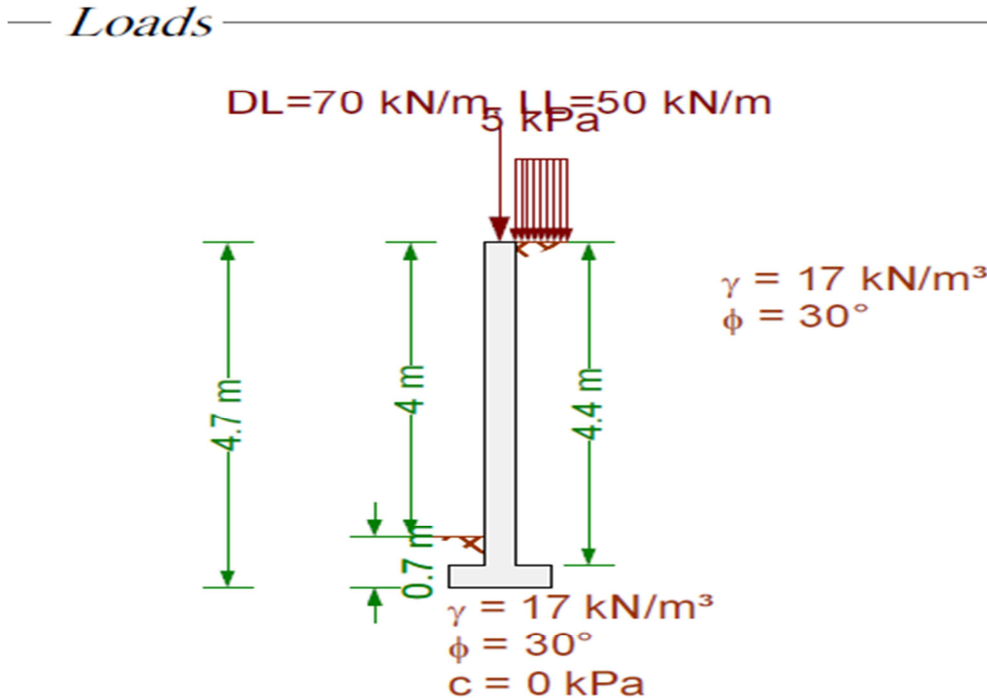 Loads
DL=70 kN/m, LL=50 kN/m
5 kPa
γ = 17 kN/m³
ϕ = 30°
4.7 m
4 m
4.4 m
0.7 m
γ = 17 kN/m³
ϕ = 30°
c = 0 kPa